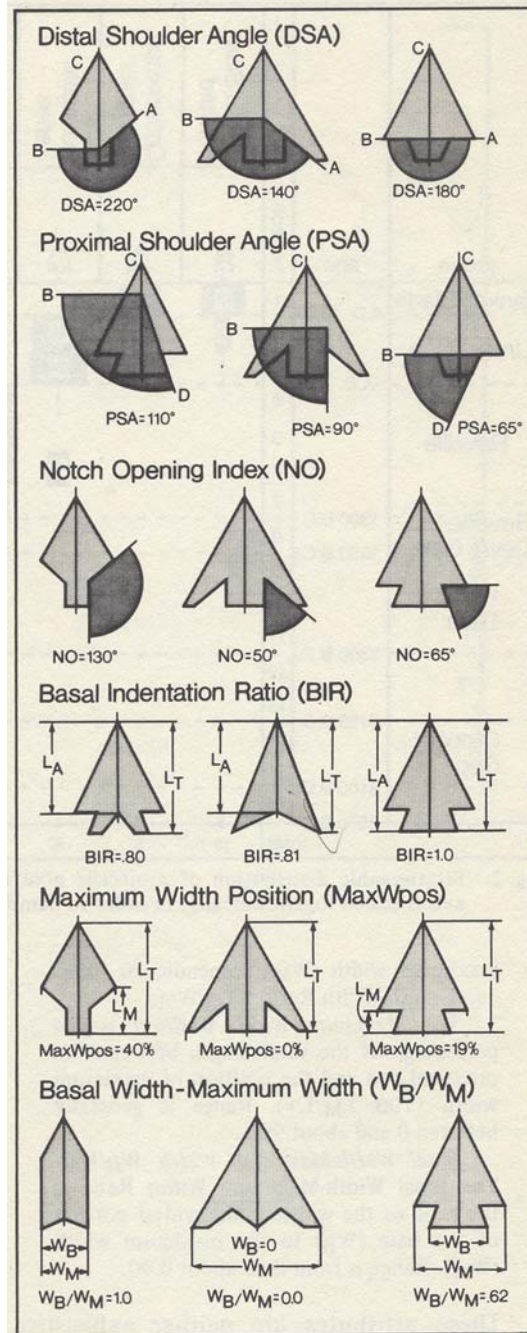 Distal Shoulder Angle (DSA)
C C C
A
B B B A
A
DSA=220° DSA=140° DSA=180°
Proximal Shoulder Angle (PSA)
C C C
B
B B
D
PSA=110° PSA=90° D PSA=65°
Notch Opening Index (NO)
NO=130° NO=50° NO=65°
Basal Indentation Ratio (BIR)
LA LT LA LT LA LT
BIR=.80 BIR=.81 BIR=1.0
Maximum Width Position (MaxWpos)
LM LT LT LM LT
MaxWpos=40% MaxWpos=0% MaxWpos=19%
Basal Width-Maximum Width (WB/WM)
WB WB=0 WB
WM WM WM
WB/WM=1.0 WB/WM=0.0 WB/WM=.62